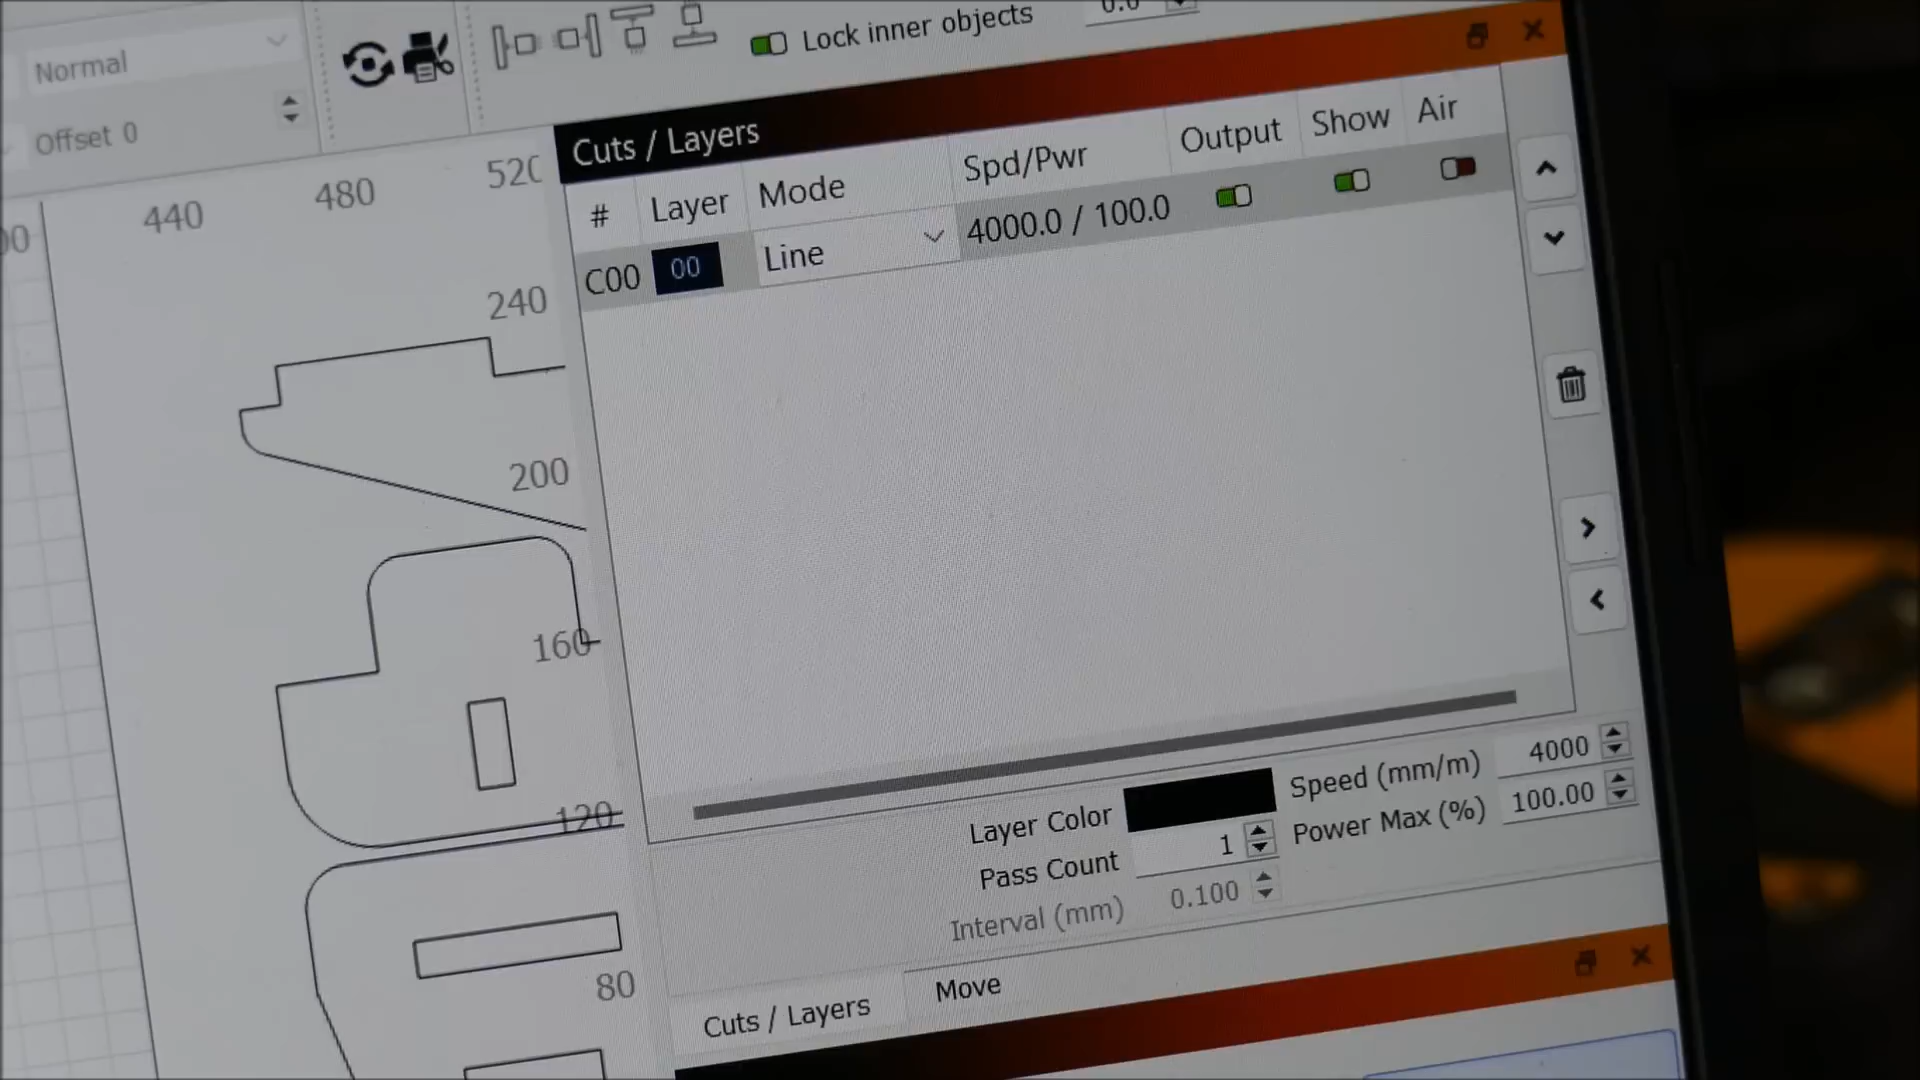 Normal
Lock inner objects
Offset 0
440
480
Cuts / Layers
#
Layer
Mode
Spd/Pwr
Output
Show
Air
C00
00
Line
4000.0 / 100.0
240
200
160
120
80
Layer Color
Speed (mm/m)
4000
Pass Count
1
Power Max (%)
100.00
Interval (mm)
0.100
Cuts / Layers
Move